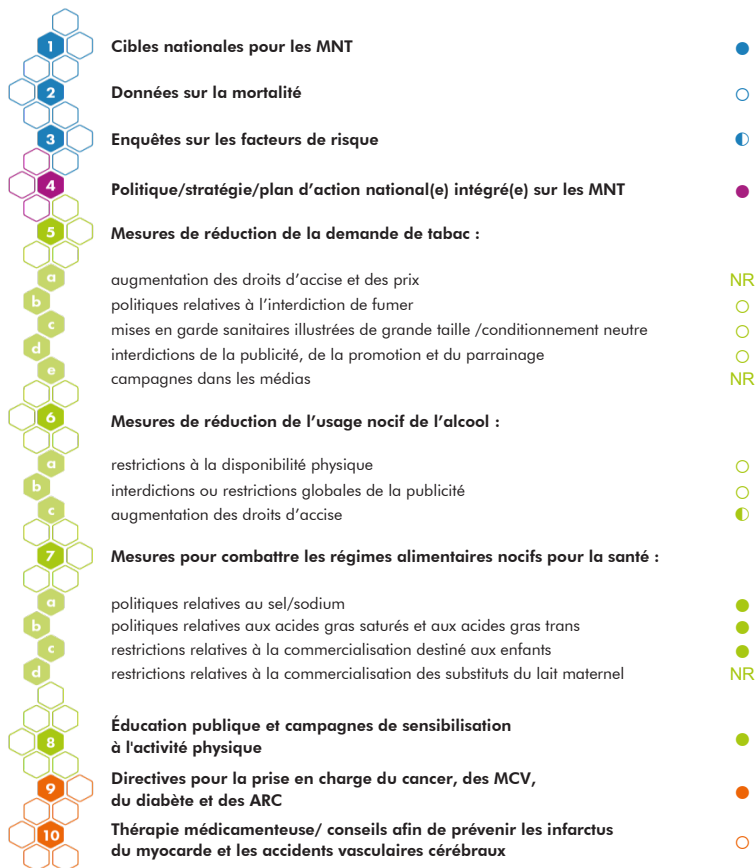 1 Cibles nationales pour les MNT
2 Données sur la mortalité
3 Enquêtes sur les facteurs de risque
4 Politique/stratégie/plan d'action national(e) intégré(e) sur les MNT
5 Mesures de réduction de la demande de tabac :
a augmentation des droits d'accise et des prix NR
b politiques relatives à l'interdiction de fumer
c mises en garde sanitaires illustrées de grande taille /conditionnement neutre
d interdictions de la publicité, de la promotion et du parrainage
e campagnes dans les médias NR
6 Mesures de réduction de l'usage nocif de l'alcool :
a restrictions à la disponibilité physique
b interdictions ou restrictions globales de la publicité
c augmentation des droits d'accise
7 Mesures pour combattre les régimes alimentaires nocifs pour la santé :
a politiques relatives au sel/sodium
b politiques relatives aux acides gras saturés et aux acides gras trans
c restrictions relatives à la commercialisation destiné aux enfants
d restrictions relatives à la commercialisation des substituts du lait maternel NR
8 Éducation publique et campagnes de sensibilisation
à l'activité physique
9 Directives pour la prise en charge du cancer, des MCV,
du diabète et des ARC
10 Thérapie médicamenteuse/ conseils afin de prévenir les infarctus
du myocarde et les accidents vasculaires cérébraux